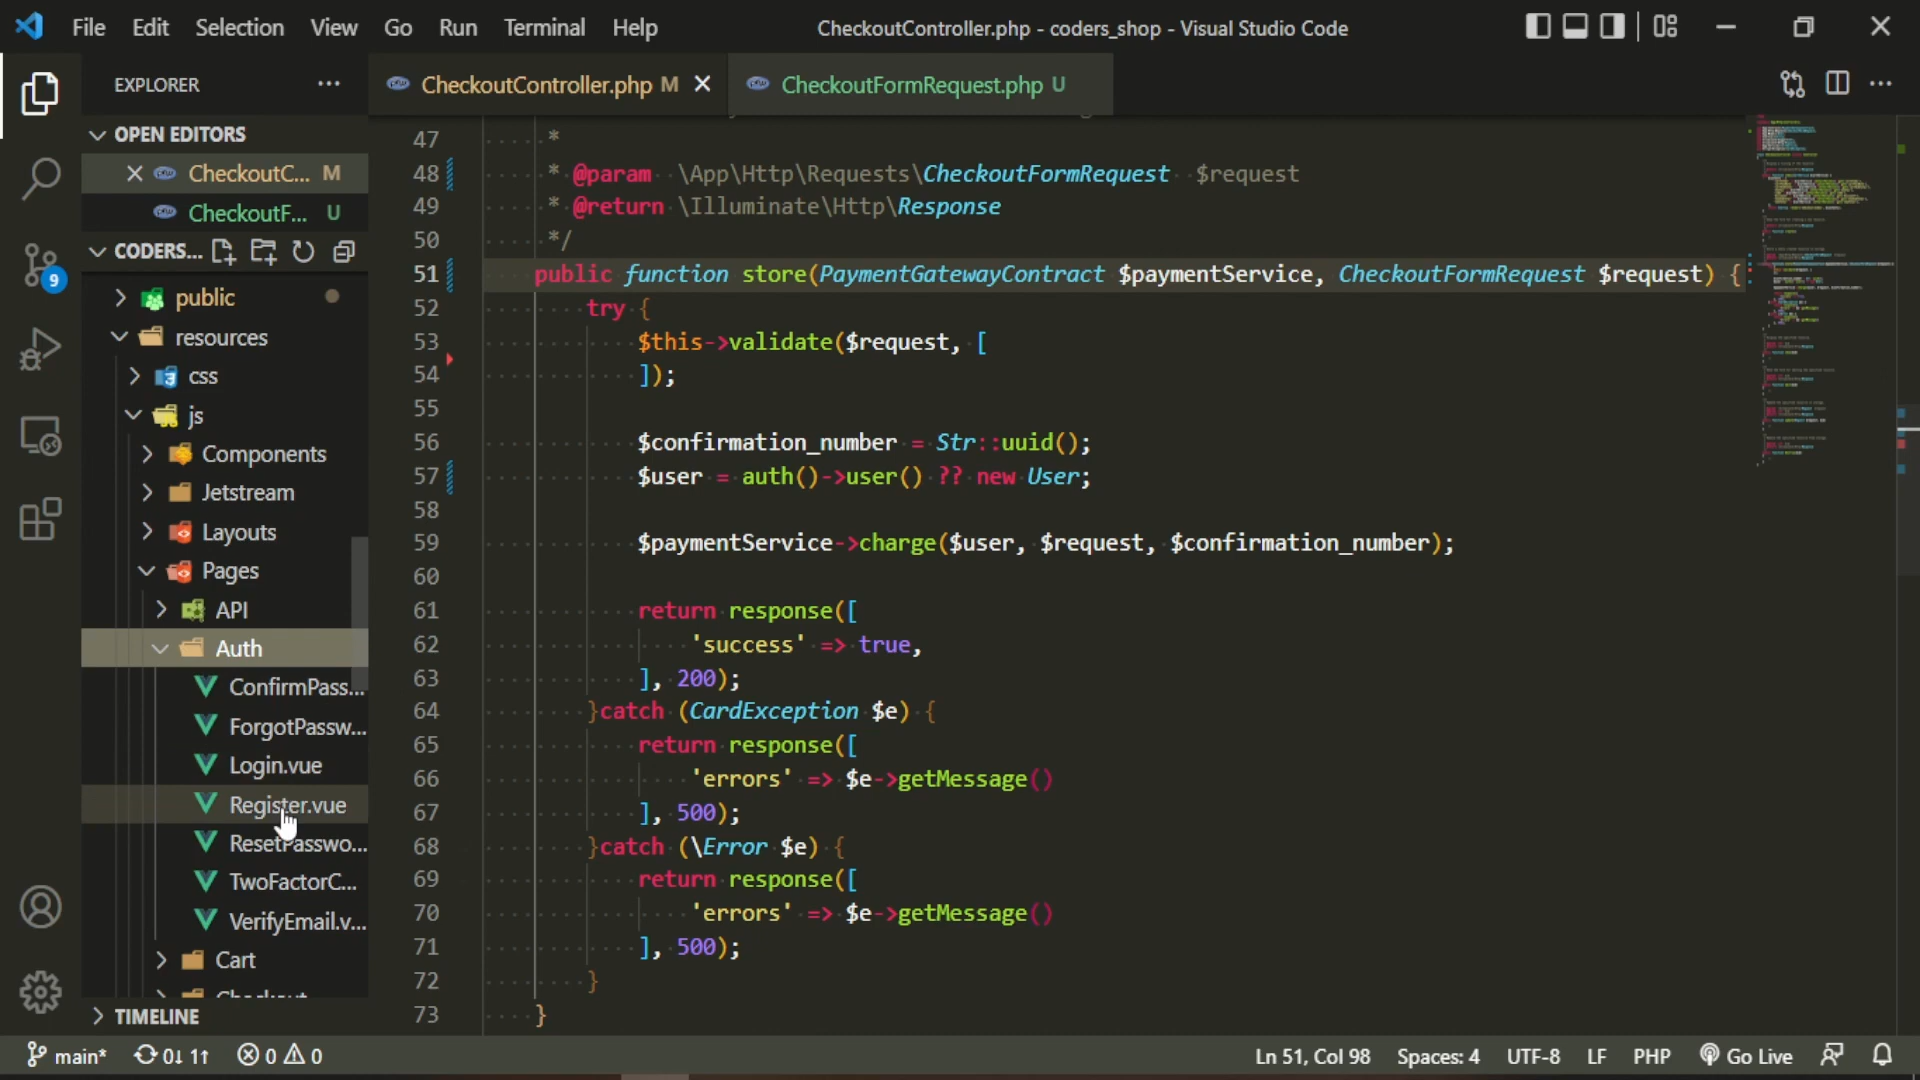 File Edit Selection View Go Run Terminal Help
CheckoutController.php - coders_shop - Visual Studio Code
EXPLORER
CheckoutController.php M
CheckoutFormRequest.php U
OPEN EDITORS
CheckoutC... M
CheckoutF... U
CODERS...
9
public
resources
css
js
Components
Jetstream
Layouts
Pages
API
Auth
ConfirmPass...
ForgotPassw...
Login.vue
Register.vue
ResetPasswo...
TwoFactorC...
VerifyEmail.v...
Cart
Checkout
TIMELINE
47 *
48 * @param \App\Http\Requests\CheckoutFormRequest $request
49 * @return \Illuminate\Http\Response
50 */
51 public function store(PaymentGatewayContract $paymentService, CheckoutFormRequest $request) {
52 try {
53 $this->validate($request, [
54 ]);
55
56 $confirmation_number = Str::uuid();
57 $user = auth()->user() ?? new User;
58
59 $paymentService->charge($user, $request, $confirmation_number);
60
61 return response([
62 'success' => true,
63 ], 200);
64 }catch (CardException $e) {
65 return response([
66 'errors' => $e->getMessage()
67 ], 500);
68 }catch (\Error $e) {
69 return response([
70 'errors' => $e->getMessage()
71 ], 500);
72 }
73 }
main* 0↓ 1↑ 0 0
Ln 51, Col 98 Spaces: 4 UTF-8 LF PHP Go Live